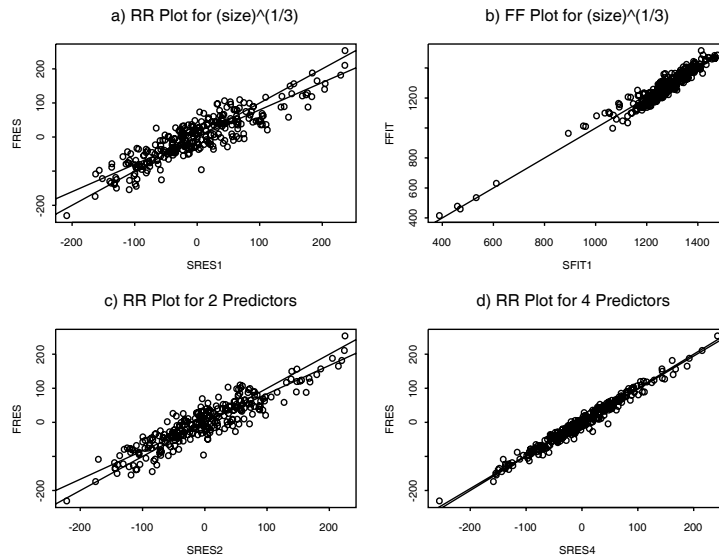 a) RR Plot for (size)^(1/3)
FRES
-200 0 100 200
-200 -100 0 100 200
SRES1
b) FF Plot for (size)^(1/3)
FFIT
400 600 800 1000 1300
400 600 800 1000 1200 1400
SFIT1
c) RR Plot for 2 Predictors
FRES
-200 0 100 200
-200 -100 0 100 200
SRES2
d) RR Plot for 4 Predictors
FRES
-200 0 100 200
-200 -100 0 100 200
SRES4